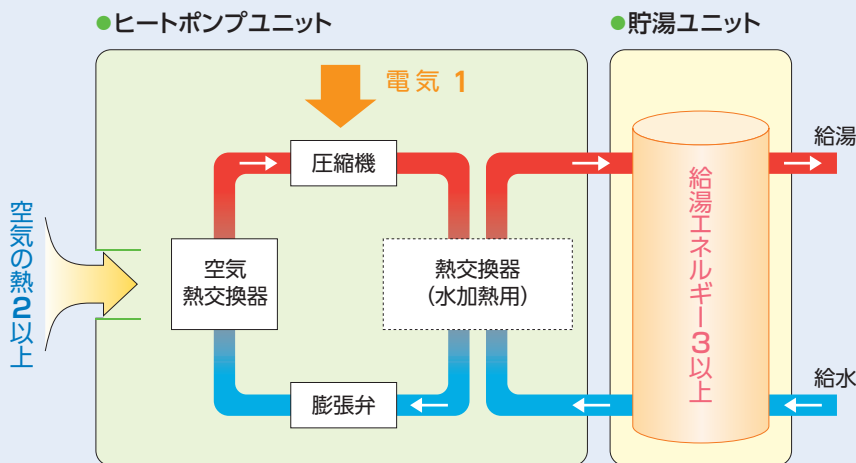 ●ヒートポンプユニット
●貯湯ユニット
電気 1
圧縮機
給湯
空気の熱2以上
空気
熱交換器
熱交換器
(水加熱用)
給湯エネルギー3以上
膨張弁
給水